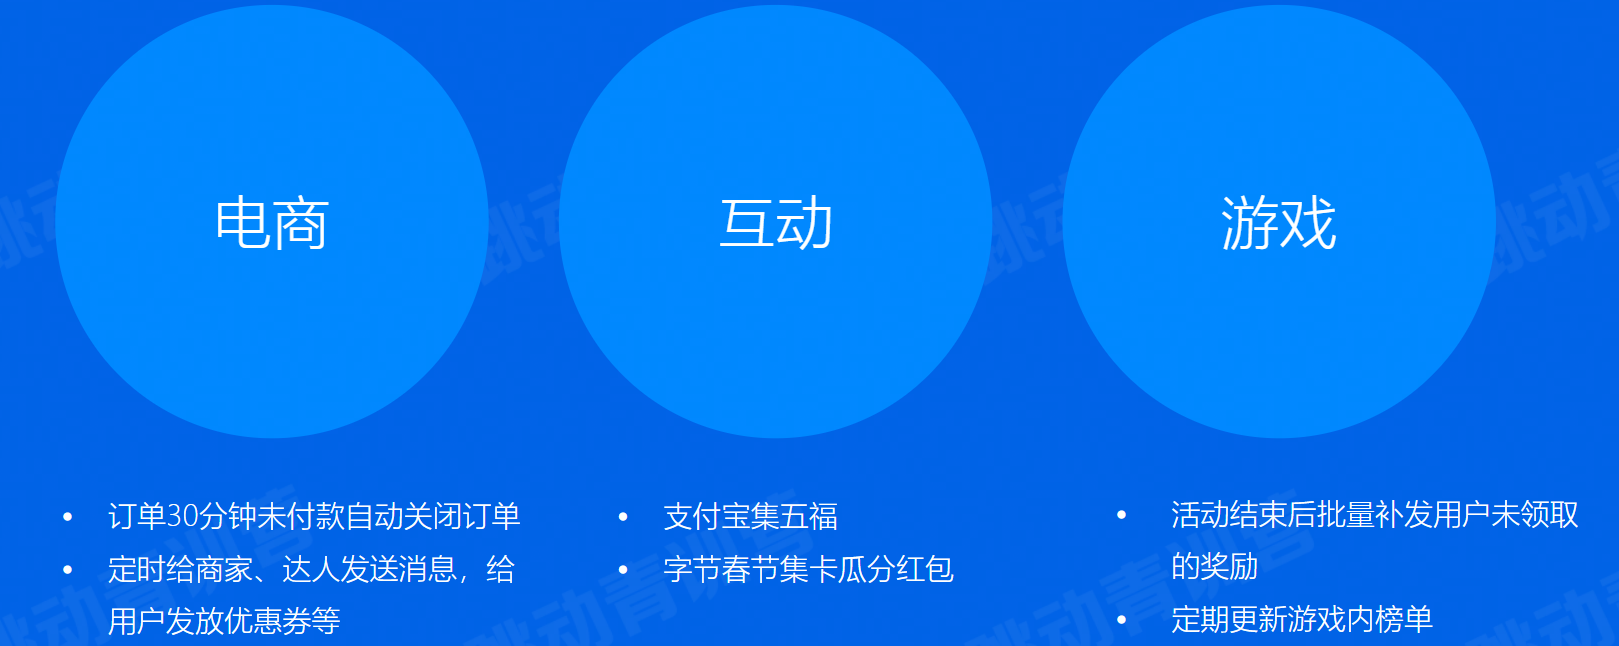 电商
订单30分钟未付款自动关闭订单
定时给商家、达人发送消息，给
用户发放优惠券等
互动
支付宝集五福
字节春节集卡瓜分红包
游戏
活动结束后批量补发用户未领取
的奖励
定期更新游戏内榜单